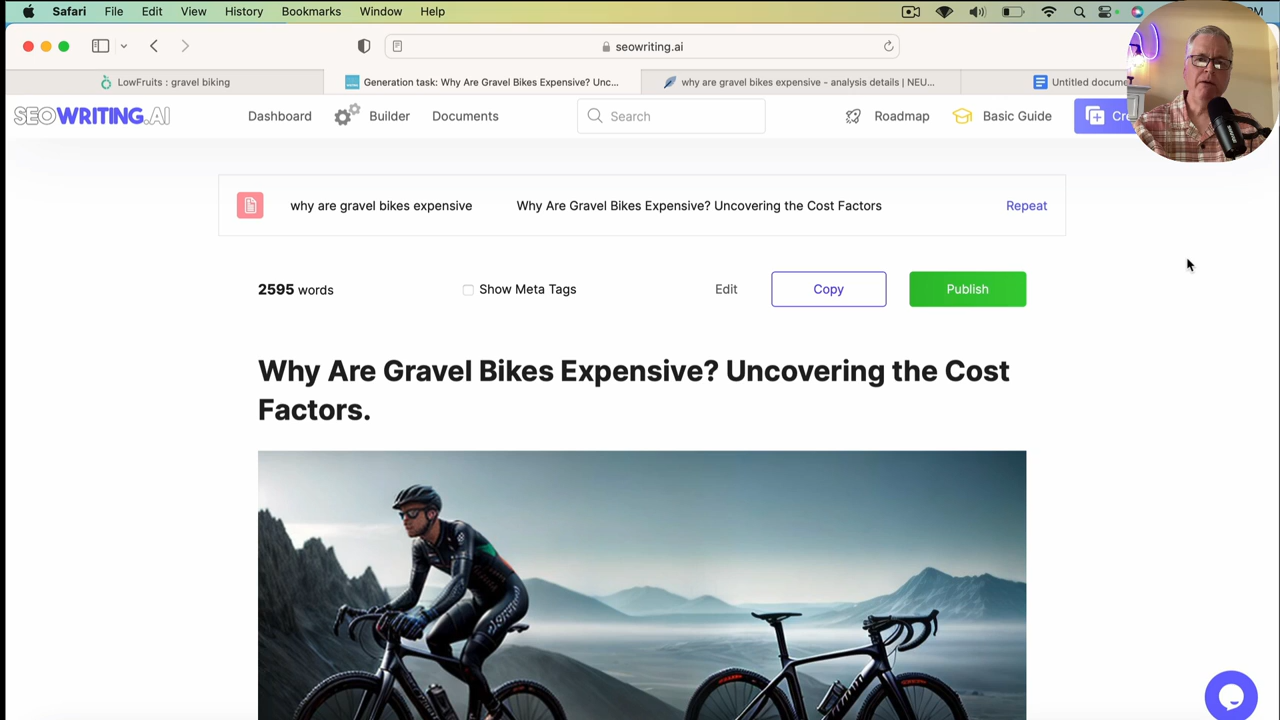 Safari File Edit View History Bookmarks Window Help
seowriting.ai
LowFruits : gravel biking
Generation task: Why Are Gravel Bikes Expensive? Unc...
why are gravel bikes expensive - analysis details | NEU...
Untitled docume
SEOWRITING.AI Dashboard Builder Documents Search Roadmap Basic Guide
why are gravel bikes expensive Why Are Gravel Bikes Expensive? Uncovering the Cost Factors Repeat
2595 words Show Meta Tags Edit Copy Publish
Why Are Gravel Bikes Expensive? Uncovering the Cost
Factors.